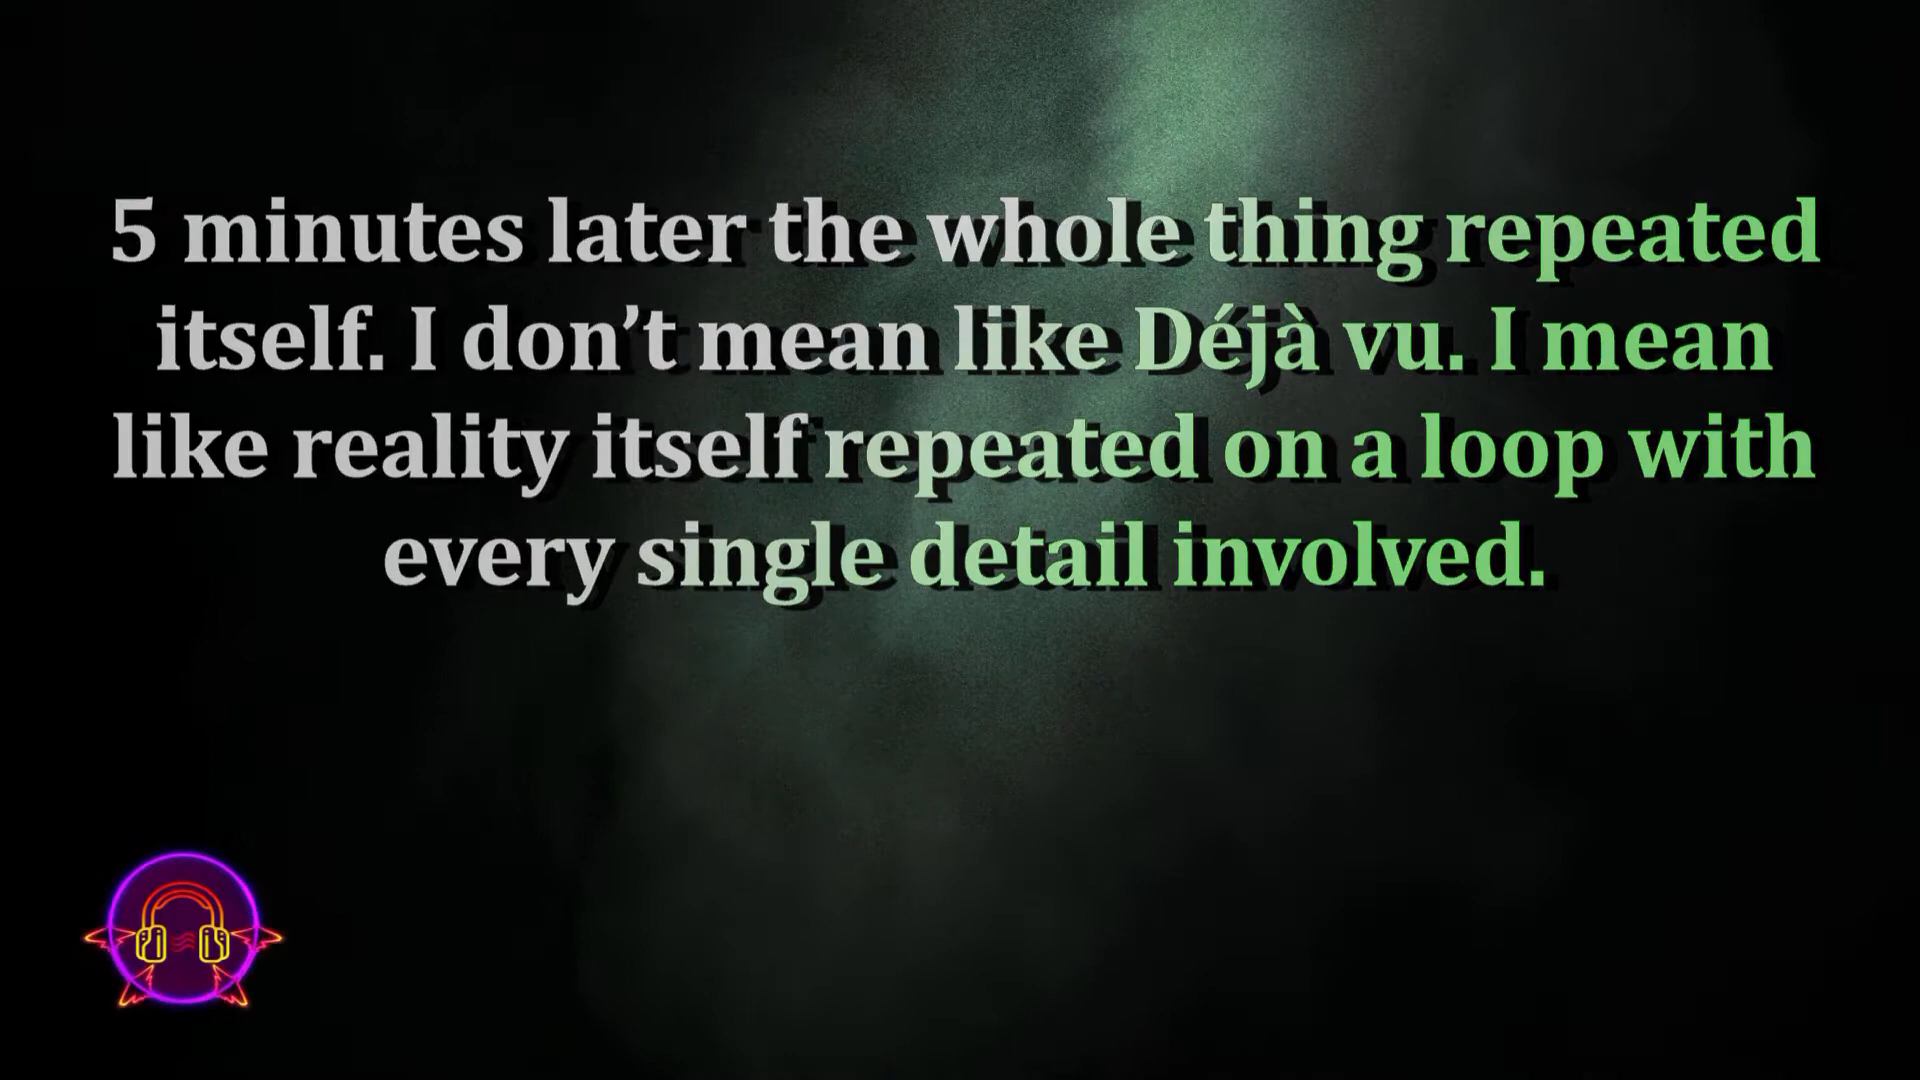 5 minutes later the whole thing repeated
itself. I don’t mean like Déjà vu. I mean
like reality itself repeated on a loop with
every single detail involved.